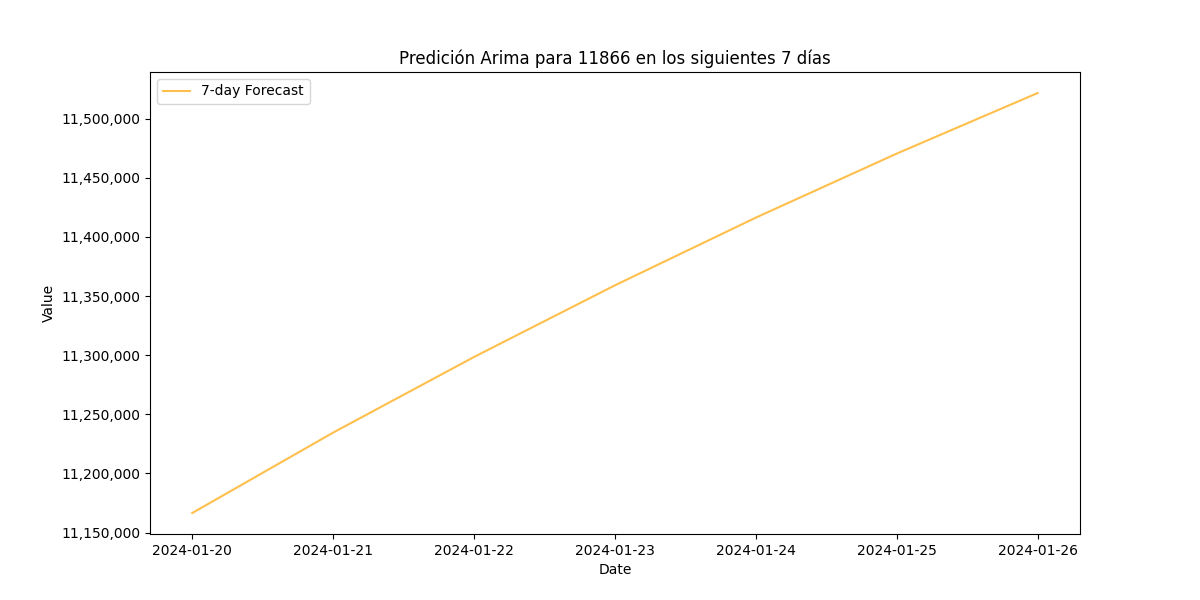 Predición Arima para 11866 en los siguientes 7 días
7-day Forecast
Value
11,500,000
11,450,000
11,400,000
11,350,000
11,300,000
11,250,000
11,200,000
11,150,000
2024-01-20 2024-01-21 2024-01-22 2024-01-23 2024-01-24 2024-01-25 2024-01-26
Date